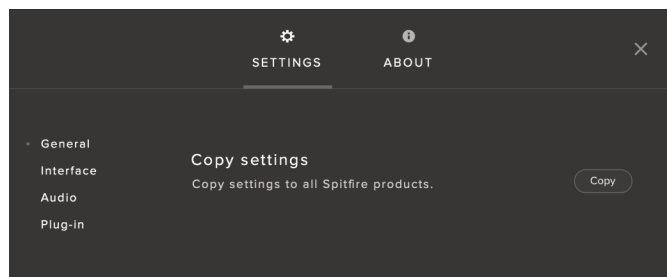 SETTINGS
ABOUT
General
Interface
Audio
Plug-in
Copy settings
Copy settings to all Spitfire products.
Copy